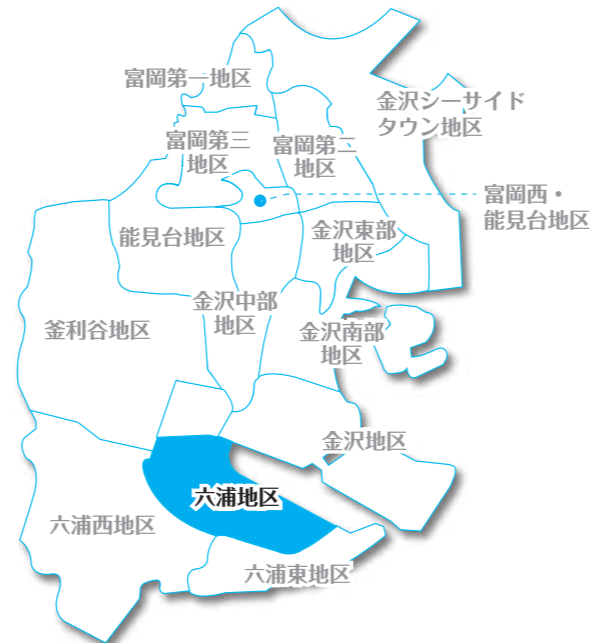 富岡第一地区
金沢シーサイド
タウン地区
富岡第三
地区
富岡第二
地区
富岡西・
能見台地区
能見台地区
金沢東部
地区
金沢中部
地区
釜利谷地区
金沢南部
地区
金沢地区
六浦地区
六浦西地区
六浦東地区